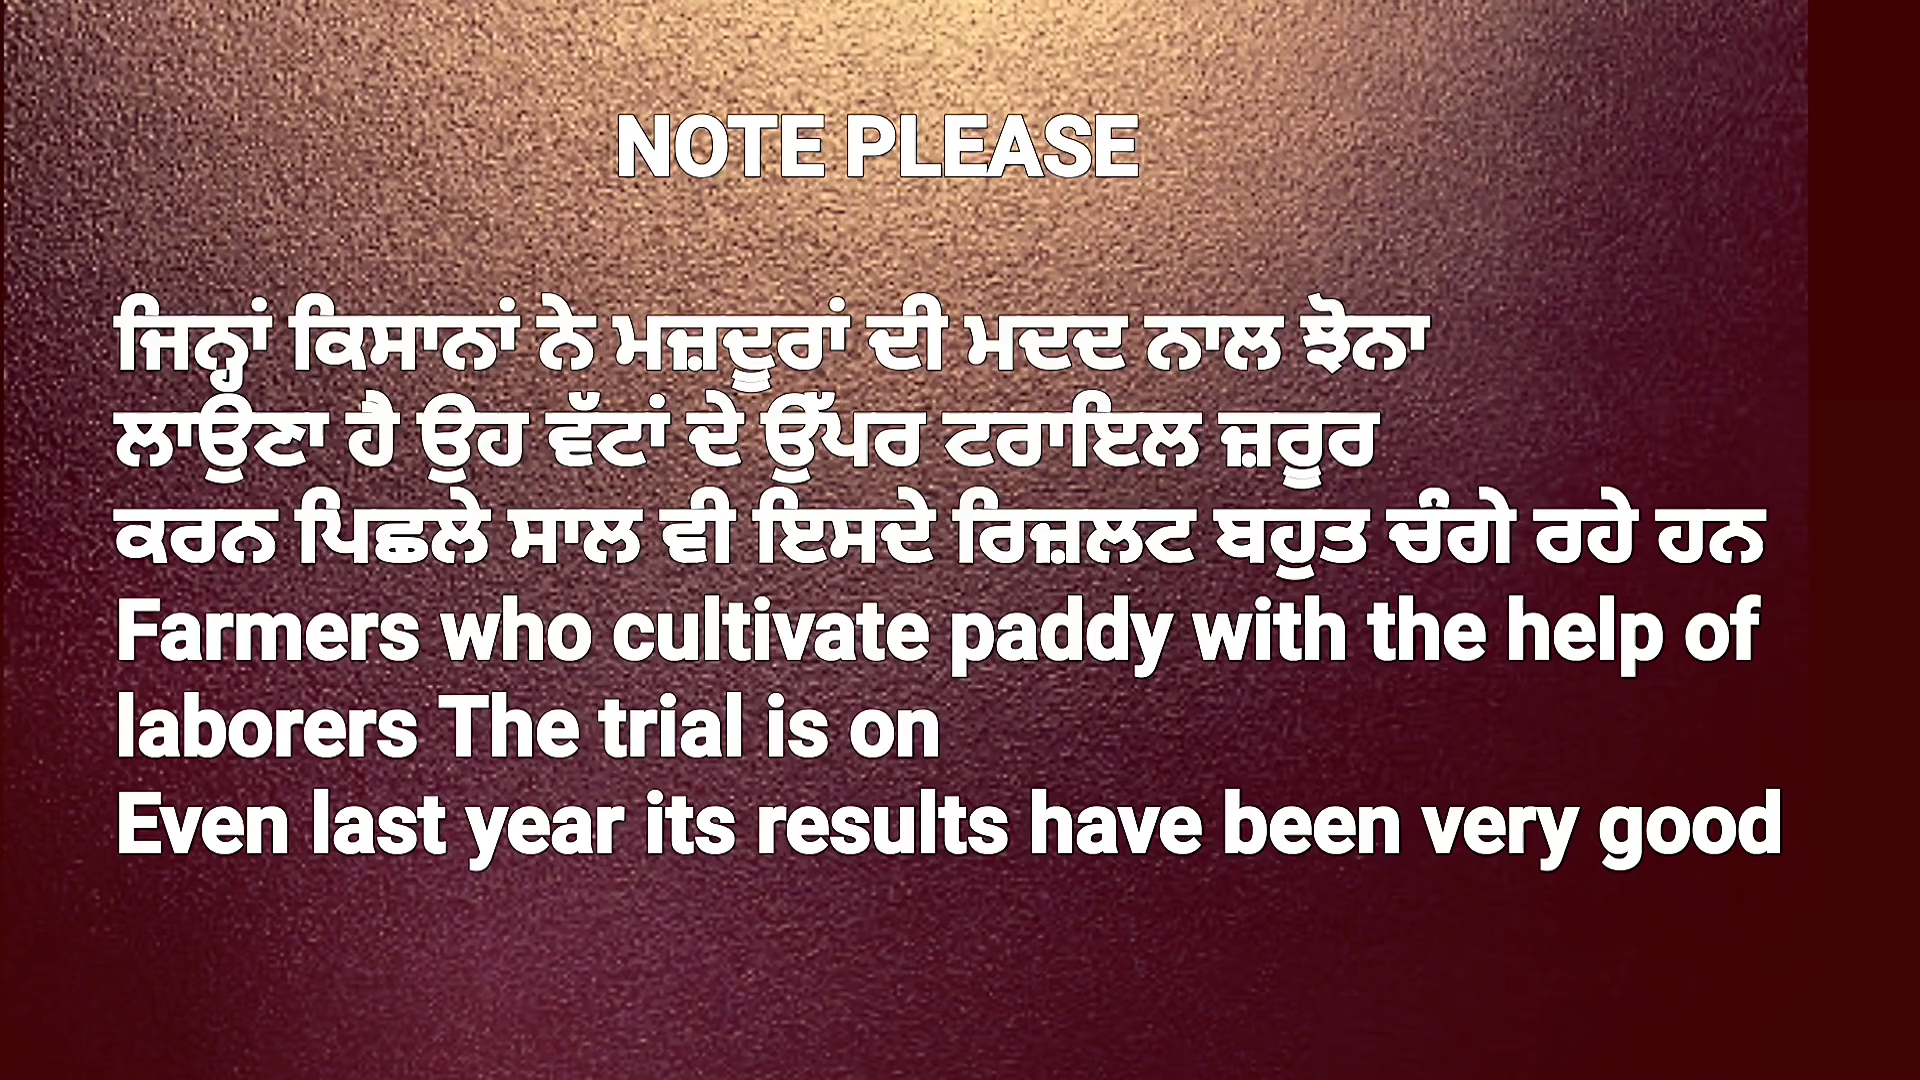 NOTE PLEASE
ਜਿਨ੍ਹਾਂ ਕਿਸਾਨਾਂ ਨੇ ਮਜ਼ਦੂਰਾਂ ਦੀ ਮਦਦ ਨਾਲ ਝੋਨਾ
ਲਾਉਣਾ ਹੈ ਉਹ ਵੱਟਾਂ ਦੇ ਉੱਪਰ ਟਰਾਇਲ ਜ਼ਰੂਰ
ਕਰਨ ਪਿਛਲੇ ਸਾਲ ਵੀ ਇਸਦੇ ਰਿਜ਼ਲਟ ਬਹੁਤ ਚੰਗੇ ਰਹੇ ਹਨ
Farmers who cultivate paddy with the help of
laborers The trial is on
Even last year its results have been very good